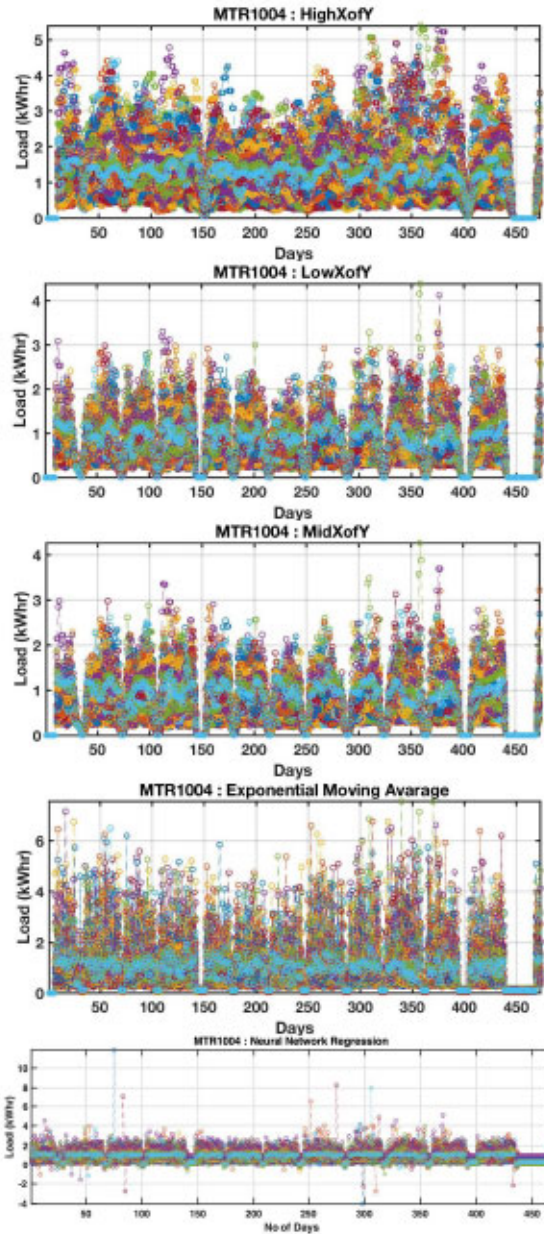 MTR1004 : HighXofY
5
4
3
2
1
0
Load (kWhr)
50 100 150 200 250 300 350 400 450
Days
MTR1004 : LowXofY
4
3
2
1
0
Load (kWhr)
50 100 150 200 250 300 350 400 450
Days
MTR1004 : MidXofY
4
3
2
1
0
Load (kWhr)
50 100 150 200 250 300 350 400 450
Days
MTR1004 : Exponential Moving Avarage
6
4
2
0
Load (kWhr)
50 100 150 200 250 300 350 400 450
Days
MTR1004 : Neural Network Regression
10
8
6
4
2
0
-2
-4
Load (kWhr)
50 100 150 200 250 300 350 400 450
No of Days